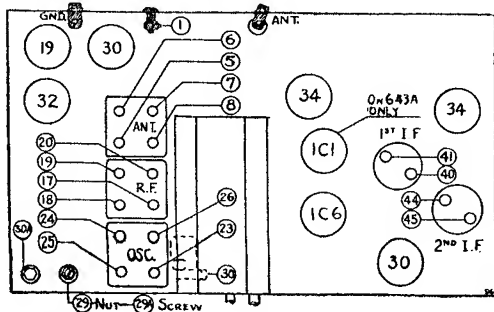 GND.
ANT.
1
19
30
6
5
7
8
32
ANT.
34
ON 643A
ONLY
34
1C1
1ST I.F
41
40
20
19
17
18
R.F.
24
25
26
23
OSC.
1C6
44
45
2ND I.F.
30A
30
30
29 NUT 29A SCREW